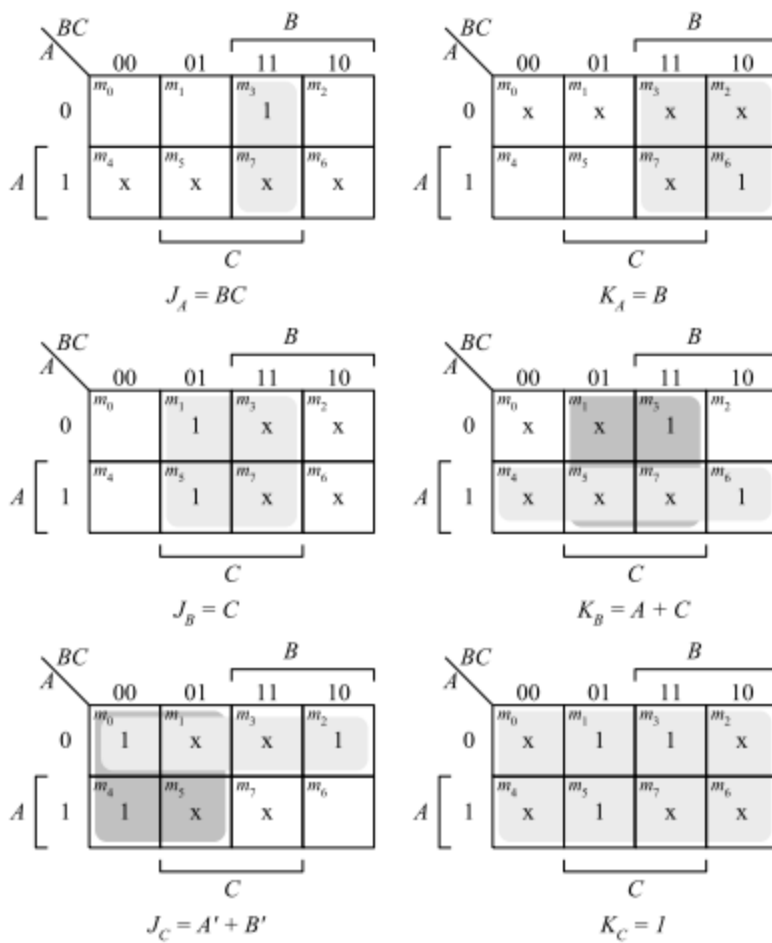 BC B BC B
A A
00 01 11 10 00 01 11 10
m0 m1 m3 m2 m0 m1 m3 m2
0 1 0 x x x x
m4 m5 m7 m6 m4 m5 m7 m6
A 1 x x x x A 1 x 1
C C
JA = BC KA = B
BC B BC B
A A
00 01 11 10 00 01 11 10
m0 m1 m3 m2 m0 m1 m3 m2
0 1 x x 0 x x 1
m4 m5 m7 m6 m4 m5 m7 m6
A 1 1 x x A 1 x x x 1
C C
JB = C KB = A + C
BC B BC B
A A
00 01 11 10 00 01 11 10
m0 m1 m3 m2 m0 m1 m3 m2
0 1 x x 1 0 x 1 1 x
m4 m5 m7 m6 m4 m5 m7 m6
A 1 1 x x A 1 x 1 x x
C C
JC = A' + B' KC = 1